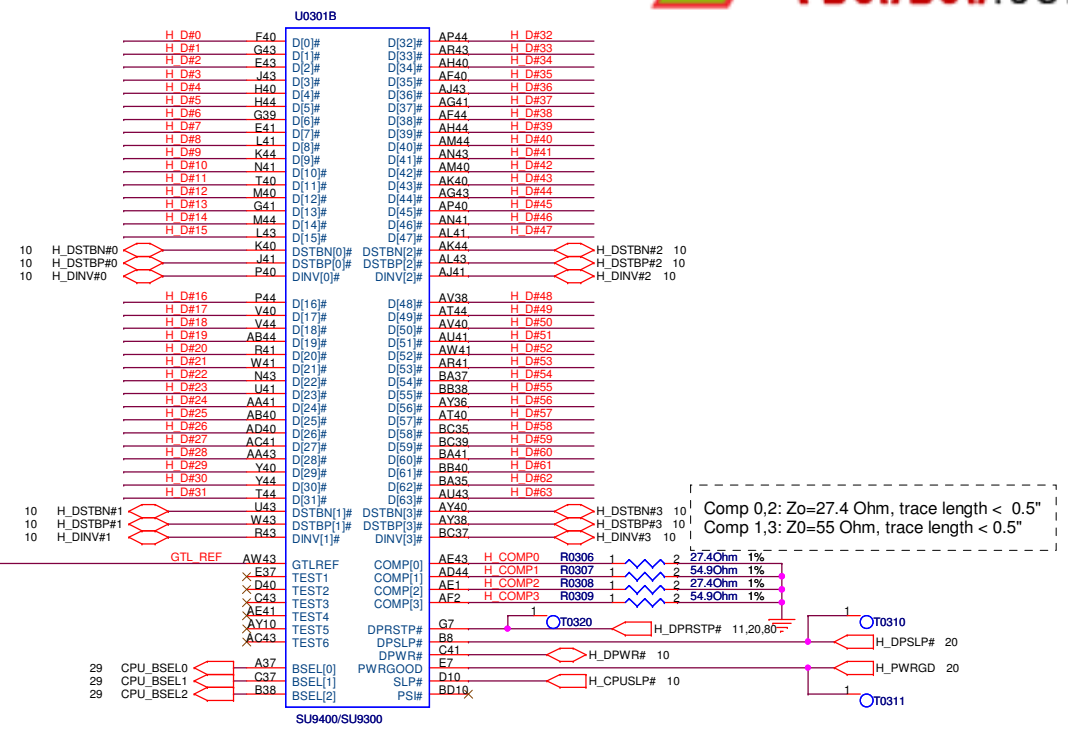 U0301B
H_D#0 F40 D[0]# D[32]# AP44 H_D#32
H_D#1 G43 D[1]# D[33]# AR43 H_D#33
H_D#2 E43 D[2]# D[34]# AH40 H_D#34
H_D#3 J43 D[3]# D[35]# AF40 H_D#35
H_D#4 H40 D[4]# D[36]# AJ43 H_D#36
H_D#5 H44 D[5]# D[37]# AG41 H_D#37
H_D#6 G39 D[6]# D[38]# AF44 H_D#38
H_D#7 E41 D[7]# D[39]# AH44 H_D#39
H_D#8 L41 D[8]# D[40]# AM44 H_D#40
H_D#9 K44 D[9]# D[41]# AN43 H_D#41
H_D#10 N41 D[10]# D[42]# AM40 H_D#42
H_D#11 T40 D[11]# D[43]# AK40 H_D#43
H_D#12 M40 D[12]# D[44]# AG43 H_D#44
H_D#13 G41 D[13]# D[45]# AP40 H_D#45
H_D#14 M44 D[14]# D[46]# AN41 H_D#46
H_D#15 L43 D[15]# D[47]# AL41 H_D#47
10 H_DSTBN#0 K40 DSTBN[0]# DSTBN[2]# AK44 H_DSTBN#2 10
10 H_DSTBP#0 J41 DSTBP[0]# DSTBP[2]# AL43 H_DSTBP#2 10
10 H_DINV#0 P40 DINV[0]# DINV[2]# AJ41 H_DINV#2 10
H_D#16 P44 D[16]# D[48]# AV38 H_D#48
H_D#17 V40 D[17]# D[49]# AT44 H_D#49
H_D#18 V44 D[18]# D[50]# AV40 H_D#50
H_D#19 AB44 D[19]# D[51]# AU41 H_D#51
H_D#20 R41 D[20]# D[52]# AW41 H_D#52
H_D#21 W41 D[21]# D[53]# AR41 H_D#53
H_D#22 N43 D[22]# D[54]# BA37 H_D#54
H_D#23 U41 D[23]# D[55]# BB38 H_D#55
H_D#24 AA41 D[24]# D[56]# AY36 H_D#56
H_D#25 AB40 D[25]# D[57]# AT40 H_D#57
H_D#26 AD40 D[26]# D[58]# BC35 H_D#58
H_D#27 AC41 D[27]# D[59]# BC39 H_D#59
H_D#28 AA43 D[28]# D[60]# BA41 H_D#60
H_D#29 Y40 D[29]# D[61]# BB40 H_D#61
H_D#30 Y44 D[30]# D[62]# BA35 H_D#62
H_D#31 T44 D[31]# D[63]# AU43 H_D#63
10 H_DSTBN#1 U43 DSTBN[1]# DSTBN[3]# AY40 H_DSTBN#3 10
10 H_DSTBP#1 W43 DSTBP[1]# DSTBP[3]# AY38 H_DSTBP#3 10
10 H_DINV#1 R43 DINV[1]# DINV[3]# BC37 H_DINV#3 10
Comp 0,2: Zo=27.4 Ohm, trace length < 0.5"
Comp 1,3: Z0=55 Ohm, trace length < 0.5"
GTL_REF AW43 GTLREF COMP[0] AE43 H_COMP0 R0306 1 2 27.4Ohm 1%
E37 TEST1 COMP[1] AD44 H_COMP1 R0307 1 2 54.9Ohm 1%
D40 TEST2 COMP[2] AE1 H_COMP2 R0308 1 2 27.4Ohm 1%
C43 TEST3 COMP[3] AF2 H_COMP3 R0309 1 2 54.9Ohm 1%
AE41 TEST4
AY10 TEST5 DPRSTP# G7 1 T0320 H_DPRSTP# 11,20,80 1 T0310
AC43 TEST6 DPSLP# B8 H_DPSLP# 20
DPWR# C41 H_DPWR# 10
29 CPU_BSEL0 A37 BSEL[0] PWRGOOD E7 H_PWRGD 20
29 CPU_BSEL1 C37 BSEL[1] SLP# D10 H_CPUSLP# 10
29 CPU_BSEL2 B38 BSEL[2] PSI# BD10 1 T0311
SU9400/SU9300